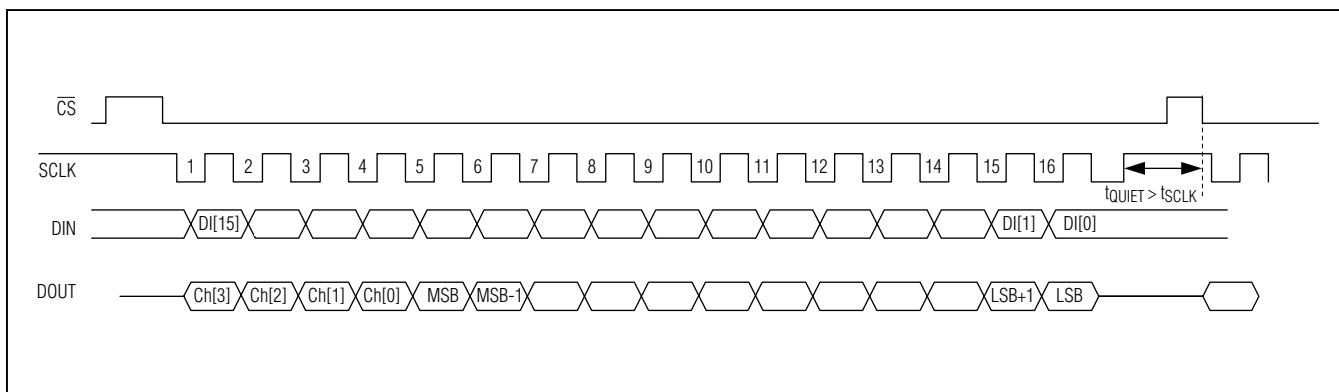 CS
SCLK
1 2 3 4 5 6 7 8 9 10 11 12 13 14 15 16
tQUIET > tSCLK
DIN
DI[15] DI[1] DI[0]
DOUT
Ch[3] Ch[2] Ch[1] Ch[0] MSB MSB-1 LSB+1 LSB